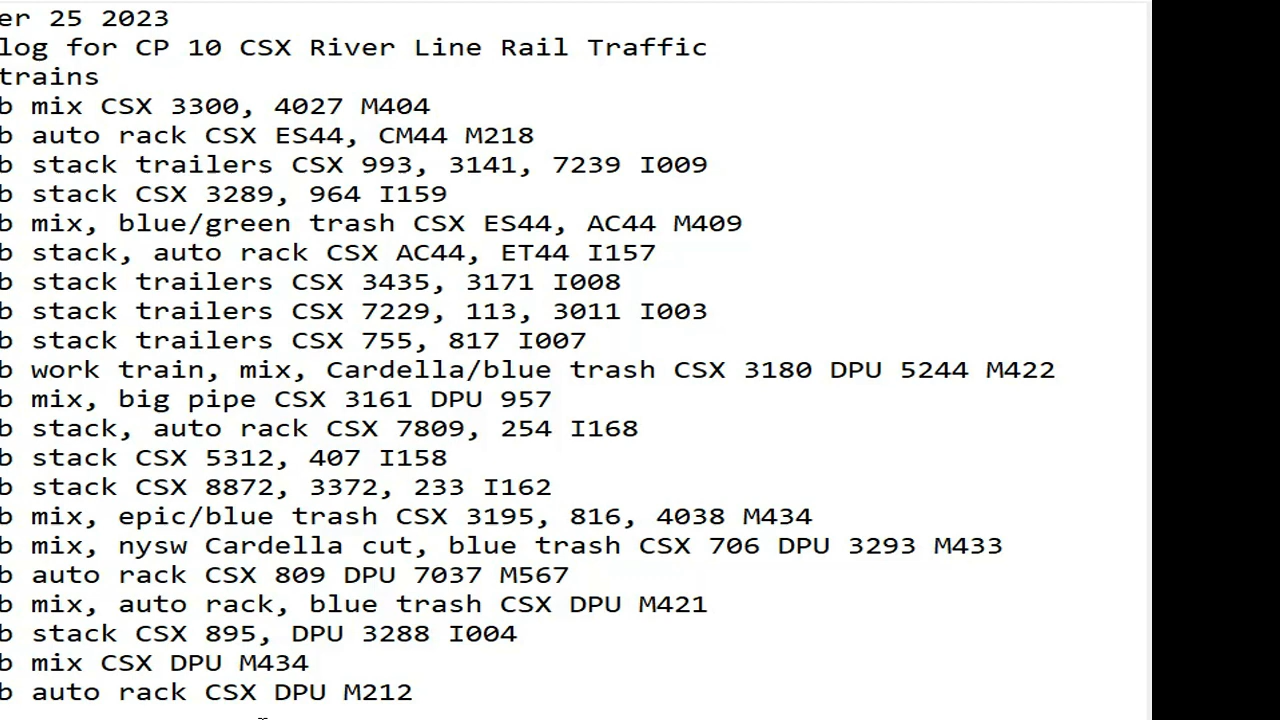 er 25 2023
log for CP 10 CSX River Line Rail Traffic
trains
b mix CSX 3300, 4027 M404
b auto rack CSX ES44, CM44 M218
b stack trailers CSX 993, 3141, 7239 I009
b stack CSX 3289, 964 I159
b mix, blue/green trash CSX ES44, AC44 M409
b stack, auto rack CSX AC44, ET44 I157
b stack trailers CSX 3435, 3171 I008
b stack trailers CSX 7229, 113, 3011 I003
b stack trailers CSX 755, 817 I007
b work train, mix, Cardella/blue trash CSX 3180 DPU 5244 M422
b mix, big pipe CSX 3161 DPU 957
b stack, auto rack CSX 7809, 254 I168
b stack CSX 5312, 407 I158
b stack CSX 8872, 3372, 233 I162
b mix, epic/blue trash CSX 3195, 816, 4038 M434
b mix, nysw Cardella cut, blue trash CSX 706 DPU 3293 M433
b auto rack CSX 809 DPU 7037 M567
b mix, auto rack, blue trash CSX DPU M421
b stack CSX 895, DPU 3288 I004
b mix CSX DPU M434
b auto rack CSX DPU M212